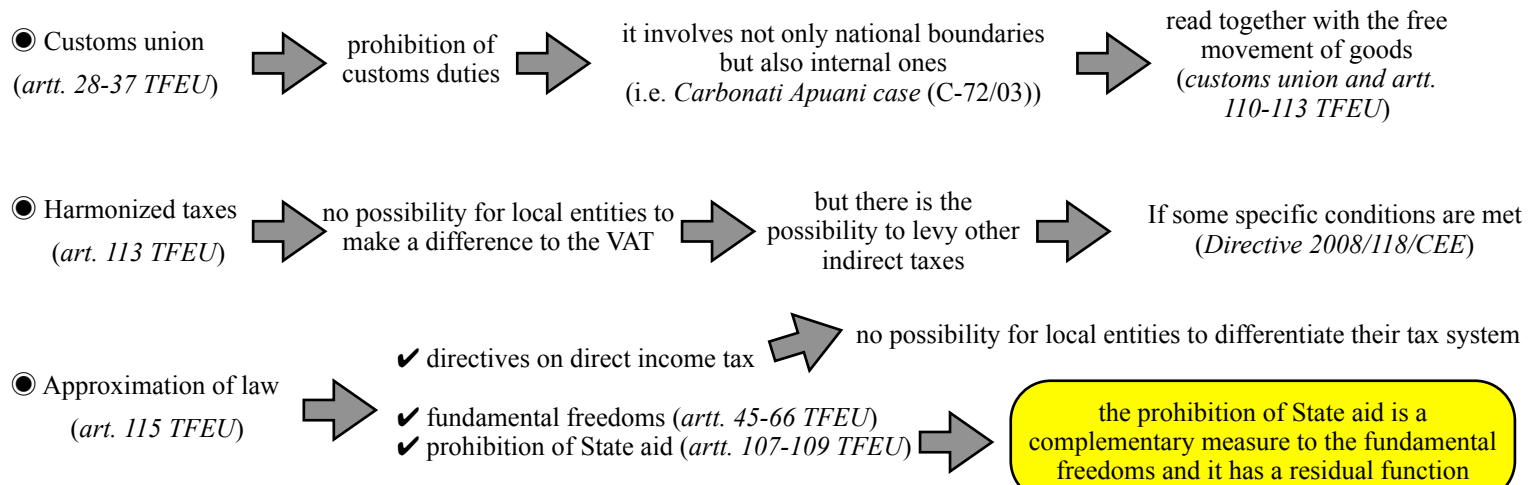 ◉ Customs union
(artt. 28-37 TFEU)
prohibition of
customs duties
it involves not only national boundaries
but also internal ones
(i.e. Carbonati Apuani case (C-72/03))
read together with the free
movement of goods
(customs union and artt.
110-113 TFEU)
◉ Harmonized taxes
(art. 113 TFEU)
no possibility for local entities to
make a difference to the VAT
but there is the
possibility to levy other
indirect taxes
If some specific conditions are met
(Directive 2008/118/CEE)
◉ Approximation of law
(art. 115 TFEU)
✔ directives on direct income tax
no possibility for local entities to differentiate their tax system
✔ fundamental freedoms (artt. 45-66 TFEU)
✔ prohibition of State aid (artt. 107-109 TFEU)
the prohibition of State aid is a
complementary measure to the fundamental
freedoms and it has a residual function